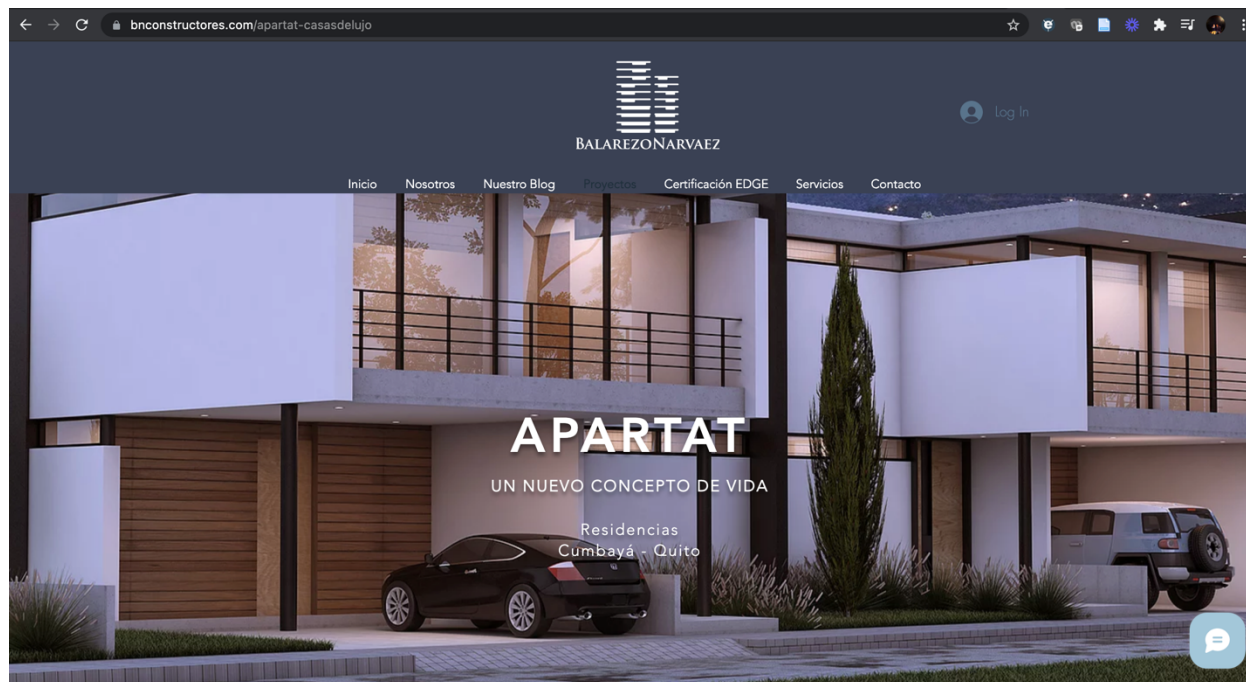 bnconstructores.com/apartat-casasdelujo
BALAREZONARVAEZ
Log In
Inicio Nosotros Nuestro Blog Proyectos Certificación EDGE Servicios Contacto
APARTAT
UN NUEVO CONCEPTO DE VIDA
Residencias
Cumbayá - Quito